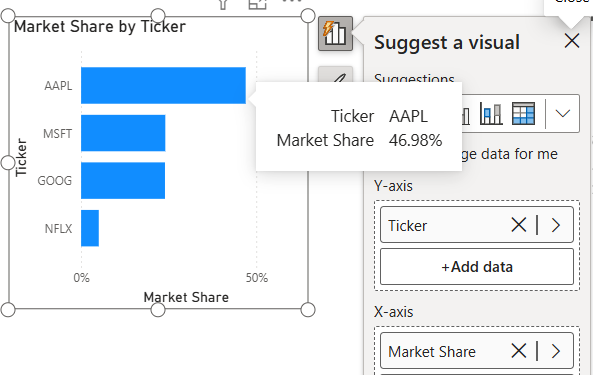 Close
Market Share by Ticker
AAPL
MSFT
GOOG
NFLX
Ticker
0%
50%
Market Share
Ticker AAPL
Market Share 46.98%
Suggest a visual
Suggestions
data for me
Y-axis
Ticker
+Add data
X-axis
Market Share